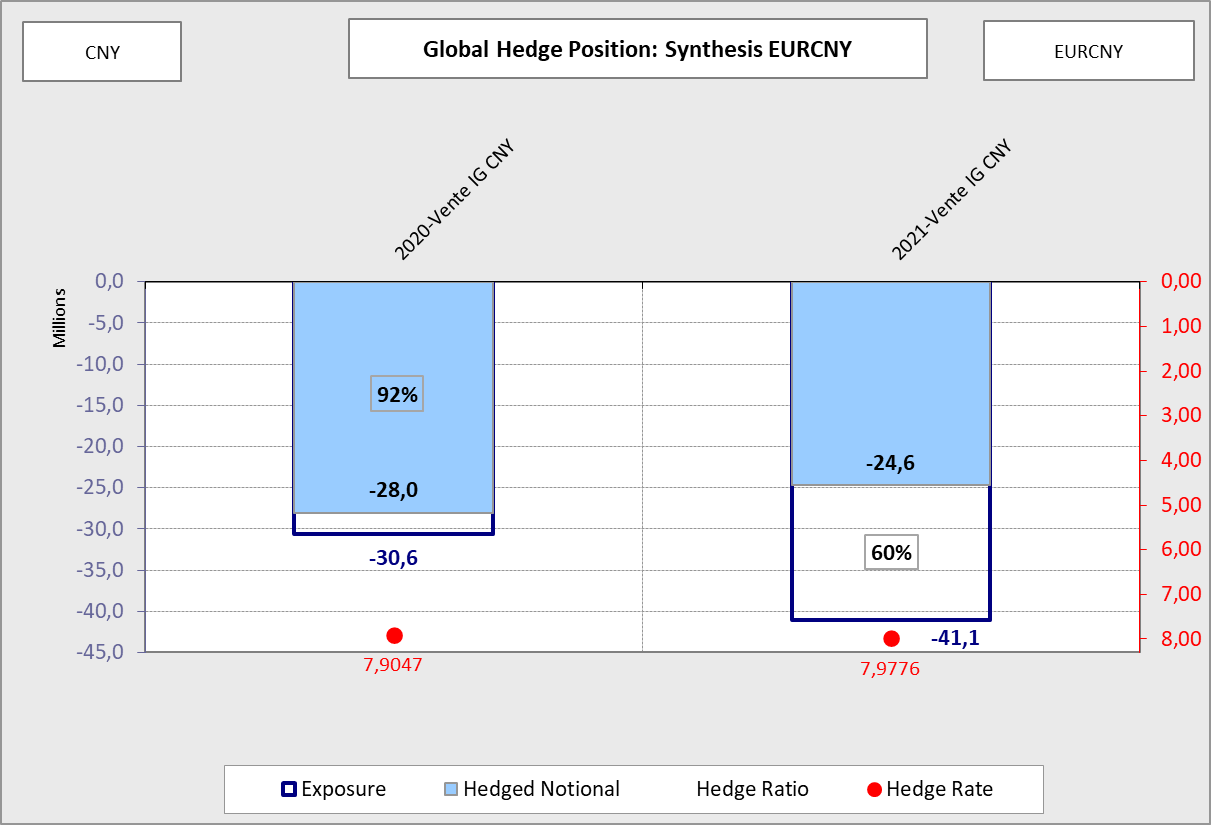 CNY
Global Hedge Position: Synthesis EURCNY
EURCNY
2020-Vente IG CNY
2021-Vente IG CNY
Millions
0,0
-5,0
-10,0
-15,0
-20,0
-25,0
-30,0
-35,0
-40,0
-45,0
92%
-28,0
-30,6
7,9047
-24,6
60%
-41,1
7,9776
0,00
1,00
2,00
3,00
4,00
5,00
6,00
7,00
8,00
Exposure
Hedged Notional
Hedge Ratio
Hedge Rate